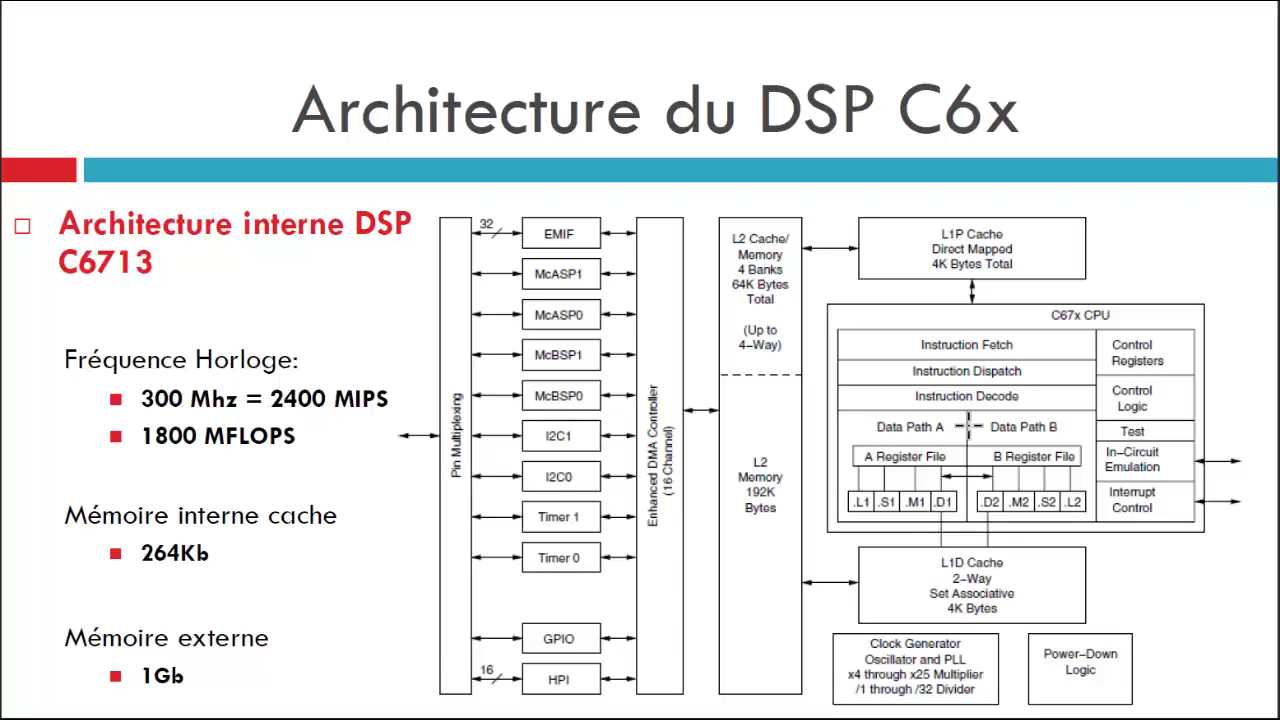 Architecture du DSP C6x
Architecture interne DSP
C6713
Fréquence Horloge:
300 Mhz = 2400 MIPS
1800 MFLOPS
Mémoire interne cache
264Kb
Mémoire externe
1Gb
Pin Multiplexing
32
EMIF
McASP1
McASP0
McBSP1
McBSP0
I2C1
I2C0
Timer 1
Timer 0
GPIO
16
HPI
Enhanced DMA Controller
(16 Channel)
L2 Cache/
Memory
4 Banks
64K Bytes
Total
(Up to
4-Way)
L2
Memory
192K
Bytes
L1P Cache
Direct Mapped
4K Bytes Total
C67x CPU
Instruction Fetch
Instruction Dispatch
Instruction Decode
Data Path A
Data Path B
A Register File
B Register File
.L1 .S1 .M1 .D1
.D2 .M2 .S2 .L2
Control
Registers
Control
Logic
Test
In-Circuit
Emulation
Interrupt
Control
L1D Cache
2-Way
Set Associative
4K Bytes
Clock Generator
Oscillator and PLL
x4 through x25 Multiplier
/1 through /32 Divider
Power-Down
Logic